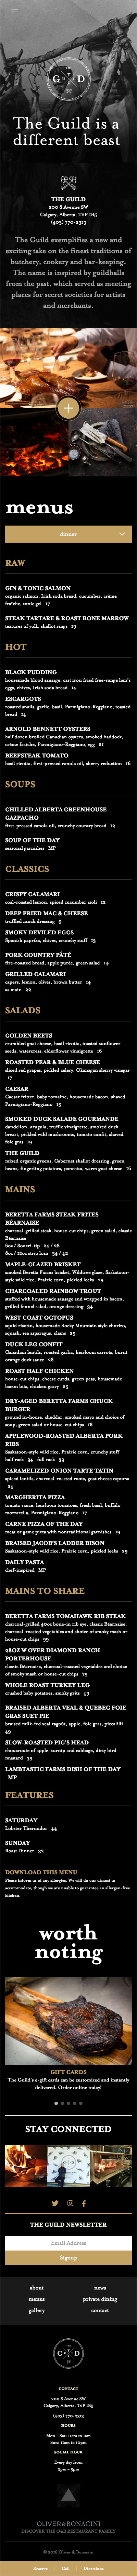 G D
The Guild is a
different beast
THE GUILD
200 8 Avenue SW
Calgary, Alberta, T2P 1B5
(403) 770-2313
The Guild exemplifies a new and
exciting take on the finest traditions of
butchery, cookery and bar-keeping.
The name is inspired by guildhalls
from the past, which served as meeting
places for secret societies for artists
and merchants.
menus
dinner
RAW
GIN & TONIC SALMON
organic salmon, Irish soda bread, cucumber, crème
fraîche, tonic gel 17
STEAK TARTARE & ROAST BONE MARROW
textures of yolk, shallot rings 19
HOT
BLACK PUDDING
housemade blood sausage, cast iron fried free-range hen's
eggs, chives, Irish soda bread 14
ESCARGOTS
roasted snails, garlic, basil, Parmigiano-Reggiano, toasted
bread 14
ARNOLD BENNETT OYSTERS
half dozen broiled Canadian oysters, smoked haddock,
crème fraîche, Parmigiano-Reggiano, egg 21
BEEFSTEAK TOMATO
basil ricotta, first-pressed canola oil, sherry reduction 16
SOUPS
CHILLED ALBERTA GREENHOUSE
GAZPACHO
first-pressed canola oil, crunchy country bread 12
SOUP OF THE DAY
seasonal garnishes MP
CLASSICS
CRISPY CALAMARI
coal-roasted lemon, spiced cucumber aioli 12
DEEP FRIED MAC & CHEESE
truffled ranch dressing 9
SMOKY DEVILED EGGS
Spanish paprika, chives, crunchy stuff 13
PORK COUNTRY PÂTÉ
fire-roasted bread, apple purée, green salad 14
GRILLED CALAMARI
capers, lemon, olives, brown butter 14
as main 22
SALADS
GOLDEN BEETS
crumbled goat cheese, basil ricotta, toasted sunflower
seeds, watercress, elderflower vinaigrette 16
ROASTED PEAR & BLUE CHEESE
sliced red grapes, pickled celery, Okanagan sherry vinegar
17
CAESAR
Caesar fritter, baby romaine, housemade bacon, shaved
Parmigiano-Reggiano 15
SMOKED DUCK SALADE GOURMANDE
dandelion, arugula, truffle vinaigrette, smoked duck
breast, pickled wild mushrooms, tomato confit, shaved
foie gras 19
THE GUILD
mixed organic greens, Cabernet shallot dressing, green
beans, fingerling potatoes, pancetta, warm goat cheese 16
MAINS
BERETTA FARMS STEAK FRITES
BÉARNAISE
charcoal-grilled steak, house cut chips, green salad, classic
Béarnaise
6oz / 8oz tri-tip 24 / 28
8oz / 12oz strip loin 34 / 42
MAPLE-GLAZED BRISKET
smoked Beretta Farms brisket, Wildrose glaze, Saskatoon-
style wild rice, Prairie corn, pickled leeks 29
CHARCOALED RAINBOW TROUT
stuffed with housemade sausage and wrapped in bacon,
grilled fennel salad, orange dressing 34
WEST COAST OCTOPUS
wild chorizo, housemade Rocky Mountain style chorizo,
squash, sea asparagus, clams 29
DUCK LEG CONFIT
Canadian lentils, roasted garlic, heirloom carrots, burnt
orange duck sauce 28
ROAST HALF CHICKEN
house-cut chips, chicken curds, green peas, housemade
bacon bits, chicken gravy 25
DRY-AGED BERETTA FARMS CHUCK
BURGER
ground in-house, cheddar, smoked mayo and choice of
soup, green salad or house-cut chips 18
APPLEWOOD-ROASTED ALBERTA PORK
RIBS
Saskatoon-style wild rice, Prairie corn, crunchy stuff
half rack 24 full rack 39
CARAMELIZED ONION TARTE TATIN
spiced lentils, charcoal roasted roots, goat cheese espuma
24
MARGHERITA PIZZA
tomato sauce, heirloom tomatoes, fresh basil, buffalo
mozzarella, Parmigiano-Reggiano 17
CARNE PIZZA OF THE DAY
meat or game pizza with nontraditional garnishes 19
BRAISED JACOB'S LADDER BISON
Saskatoon-style wild rice, Prairie corn, pickled leeks 29
DAILY PASTA
chef-inspired MP
MAINS TO SHARE
BERETTA FARMS TOMAHAWK RIB STEAK
charcoal-grilled 40oz bone-in rib eye, classic Béarnaise,
charcoal-roasted vegetables and choice of smoky mash or
house-cut chips 99
28OZ W OVER DIAMOND RANCH
PORTERHOUSE
classic Béarnaise, charcoal-roasted vegetables and choice
of smoky mash or house-cut chips 79
WHOLE ROAST TURKEY LEG
crushed baby potatoes, smoky grits 49
BRAISED ALBERTA VEAL & QUEBEC FOIE
GRAS SUET PIE
braised milk-fed veal ragoût, apple, foie gras, piccalilli
49
SLOW-ROASTED PIG'S HEAD
choucroute of apple, turnip and cabbage, dirty bird
mustard 59
LAMBTASTIC FARMS DISH OF THE DAY
MP
FEATURES
SATURDAY
Lobster Thermidor 44
SUNDAY
Roast Dinner 32
DOWNLOAD THIS MENU
Please inform us of any allergies. We will do our utmost to
accommodate, though we are unable to guarantee an allergen-free
kitchen.
worth
noting
GIFT CARDS
The Guild's e-gift cards can be customized and instantly
delivered. Order online today!
STAY CONNECTED
THE GUILD NEWSLETTER
Email Address
Signup
about
news
menus
private dining
gallery
contact
G D
CONTACT
200 8 Avenue SW
Calgary, Alberta, T2P 1B5
(403) 770-2313
HOURS
Mon - Sat: 11am to 1am
Sun: 11am to 10pm
SOCIAL HOUR
Every day from
2pm - 5pm
OLIVER & BONACINI
DISCOVER THE O&B RESTAURANT FAMILY
© 2016 Oliver & Bonacini
Reserve
Call
Directions